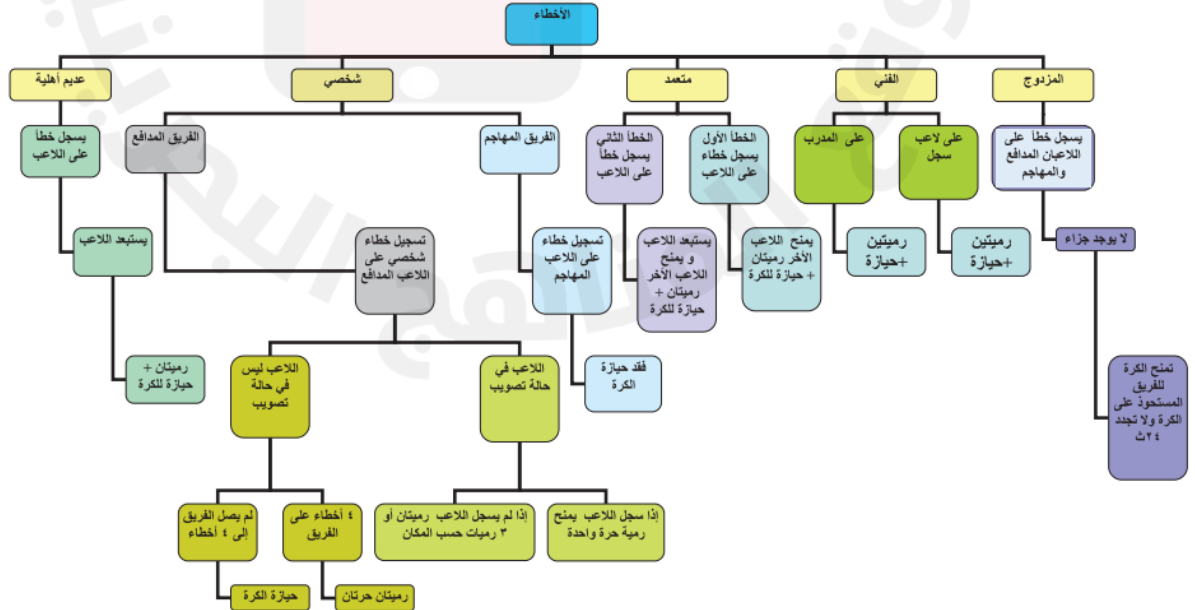 الأخطاء
المزدوج
الفني
متعمد
شخصي
عديم أهلية
يسجل خطأ على
اللاعبان المدافع
والمهاجم
لا يوجد جزاء
تمنح الكرة
للفريق
المستحوذ على
الكرة ولا تجدد
٢٤ث
على لاعب
سجل
رميتين
+حيازة
على المدرب
رميتين
+حيازة
الخطأ الأول
يسجل خطاء
على اللاعب
يمنح اللاعب
الأخر رميتان
+ حيازة للكرة
الخطأ الثاني
يسجل خطأ
على اللاعب
يستبعد اللاعب
و يمنح
اللاعب الأخر
رميتان +
حيازة للكرة
الفريق المهاجم
تسجيل خطاء
على اللاعب
المهاجم
فقد حيازة
الكرة
الفريق المدافع
تسجيل خطاء
شخصي على
اللاعب المدافع
اللاعب في
حالة تصويب
إذا سجل اللاعب يمنح
رمية حرة واحدة
إذا لم يسجل اللاعب رميتان أو
٣ رميات حسب المكان
اللاعب ليس
في حالة
تصويب
٤ أخطاء على
الفريق
رميتان حرتان
لم يصل الفريق
إلى ٤ أخطاء
حيازة الكرة
يسجل خطأ
على اللاعب
يستبعد اللاعب
رميتان +
حيازة للكرة